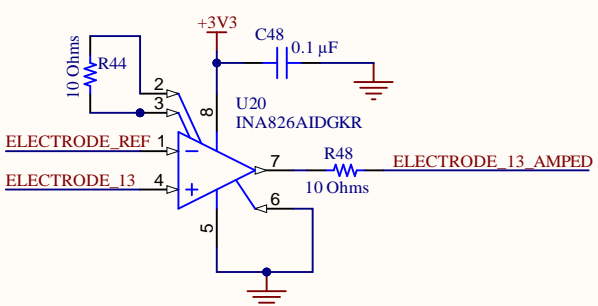 +3V3
C48
0.1 µF
10 Ohms
R44
2
3
8
U20
INA826AIDGKR
ELECTRODE_REF
1
ELECTRODE_13
4
7
R48
10 Ohms
ELECTRODE_13_AMPED
6
5